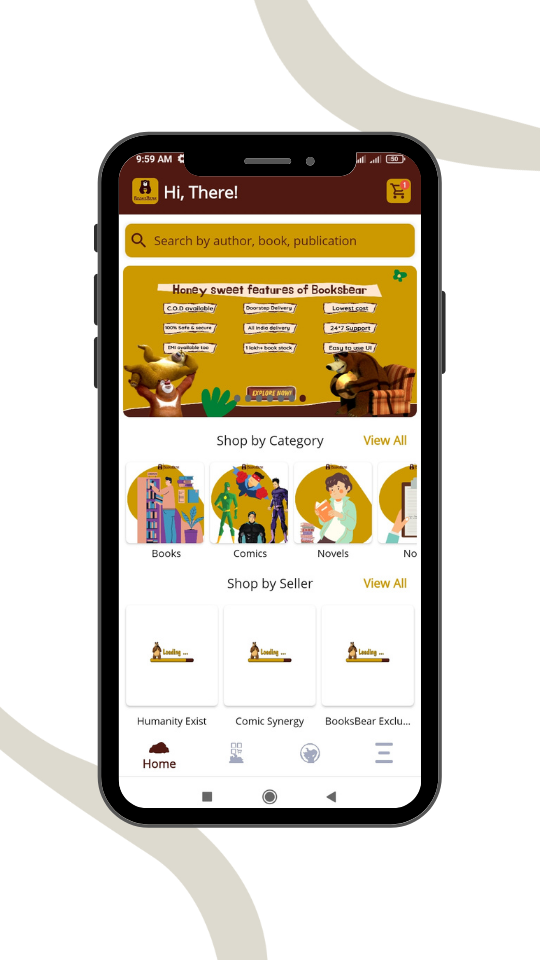 9:59 AM
50
BooksBear
Hi, There!
1
Search by author, book, publication
Honey sweet features of Booksbear
C.O.D available
Doorstep Delivery
Lowest cost
100% Safe & secure
All India delivery
24*7 Support
EMI available too
1 lakh+ book stock
Easy to use UI
EXPLORE NOW!
Shop by Category
View All
Books
Comics
Novels
No
Shop by Seller
View All
Loading ...
Loading ...
Loading ...
Humanity Exist
Comic Synergy
BooksBear Exclu...
Home